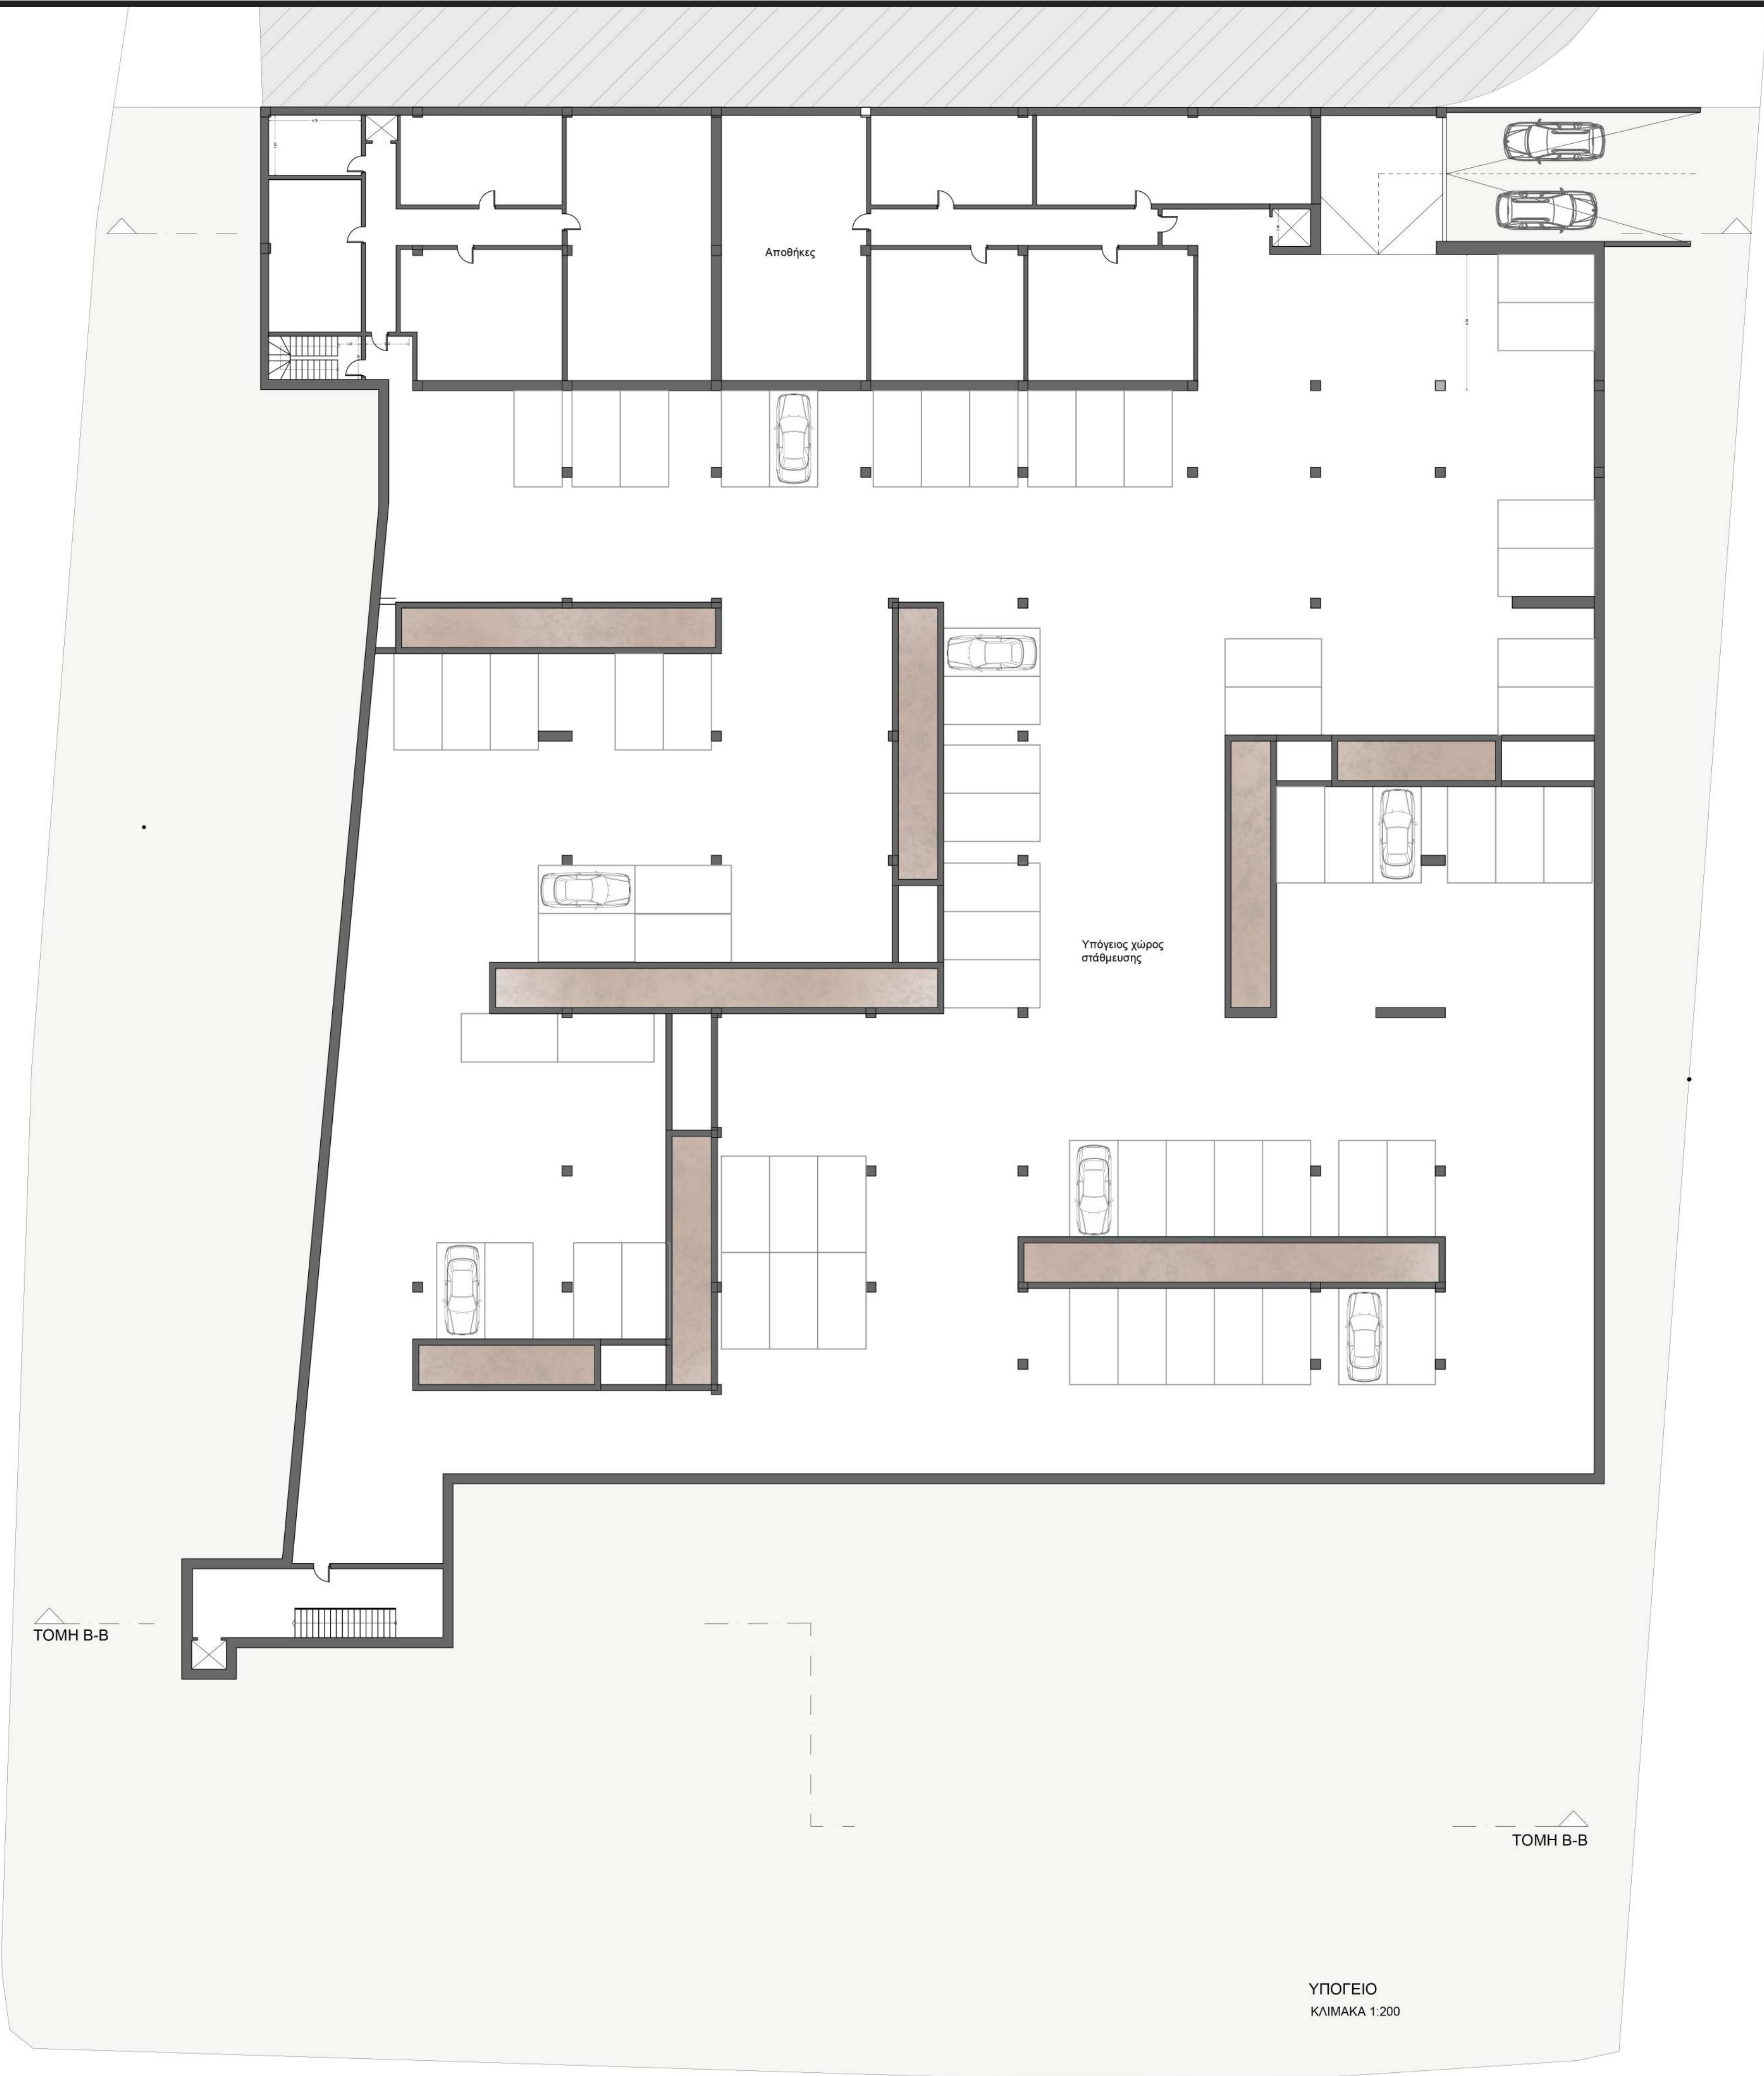 Αποθήκες
Υπόγειος χώρος
στάθμευσης
ΤΟΜΗ Β-Β
ΤΟΜΗ Β-Β
ΥΠΟΓΕΙΟ
ΚΛΙΜΑΚΑ 1:200